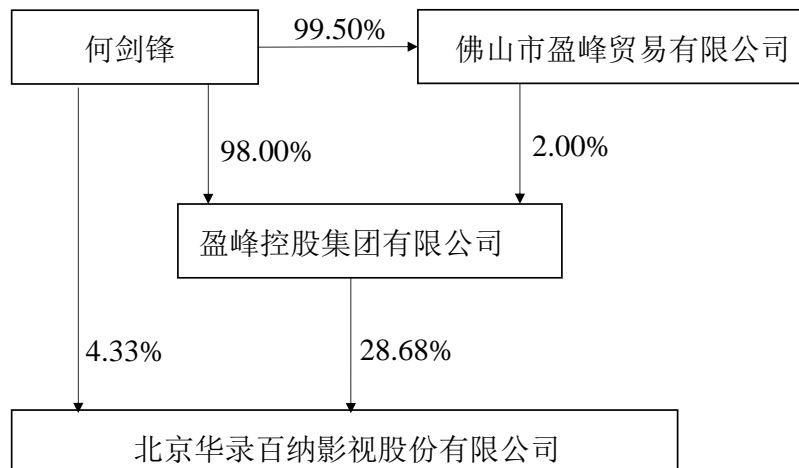 何剑锋
99.50%
佛山市盈峰贸易有限公司
98.00%
2.00%
盈峰控股集团有限公司
4.33%
28.68%
北京华录百纳影视股份有限公司